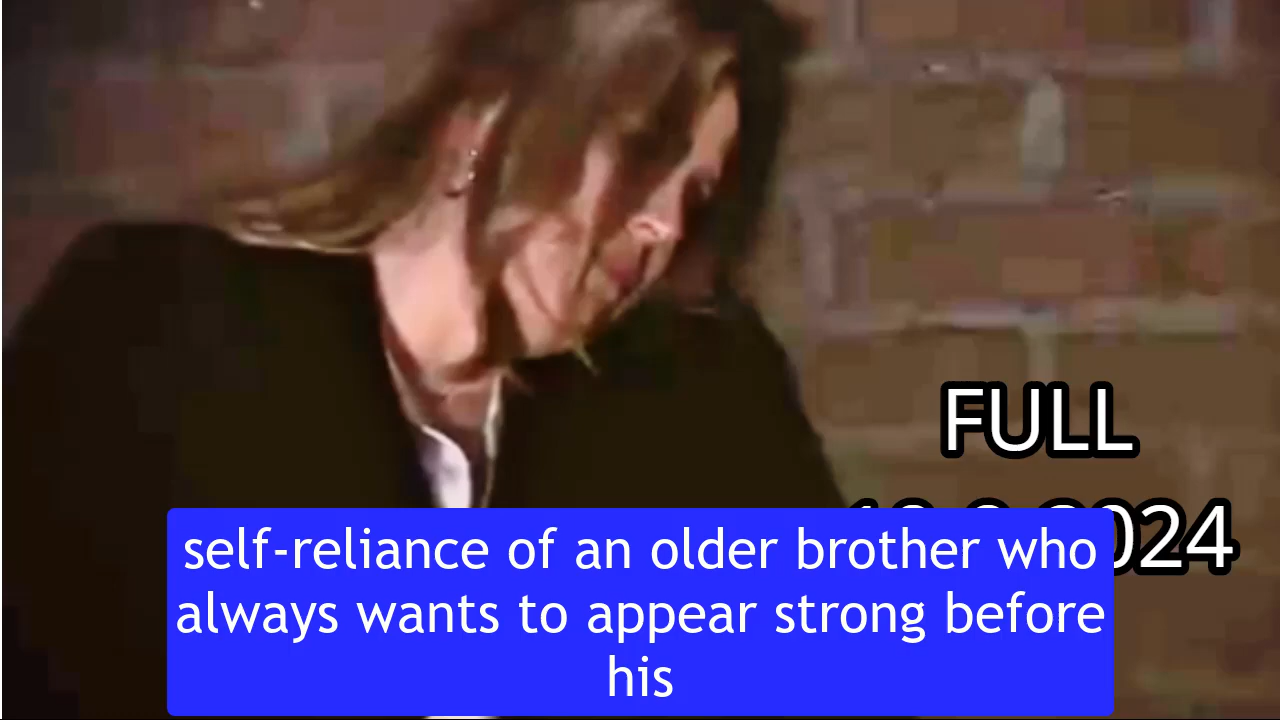 FULL
self-reliance of an older brother who
always wants to appear strong before
his